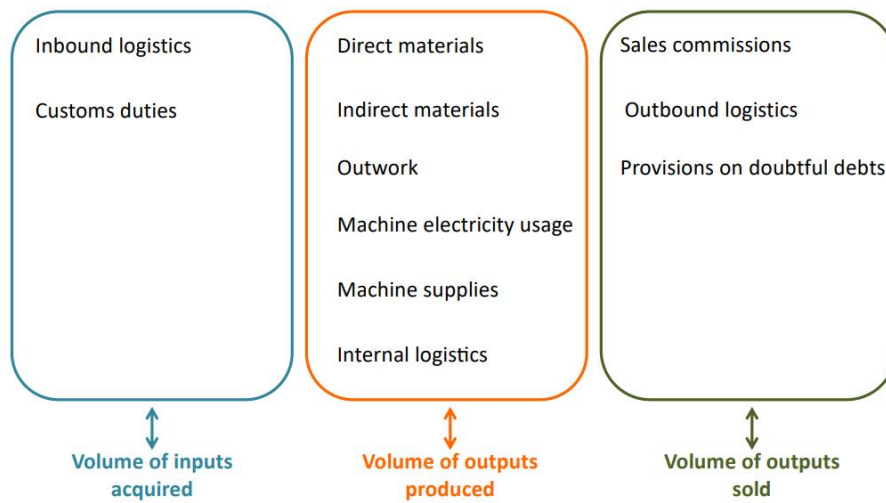 Inbound logistics
Customs duties
Direct materials
Indirect materials
Outwork
Machine electricity usage
Machine supplies
Internal logistics
Sales commissions
Outbound logistics
Provisions on doubtful debts
Volume of inputs
acquired
Volume of outputs
produced
Volume of outputs
sold